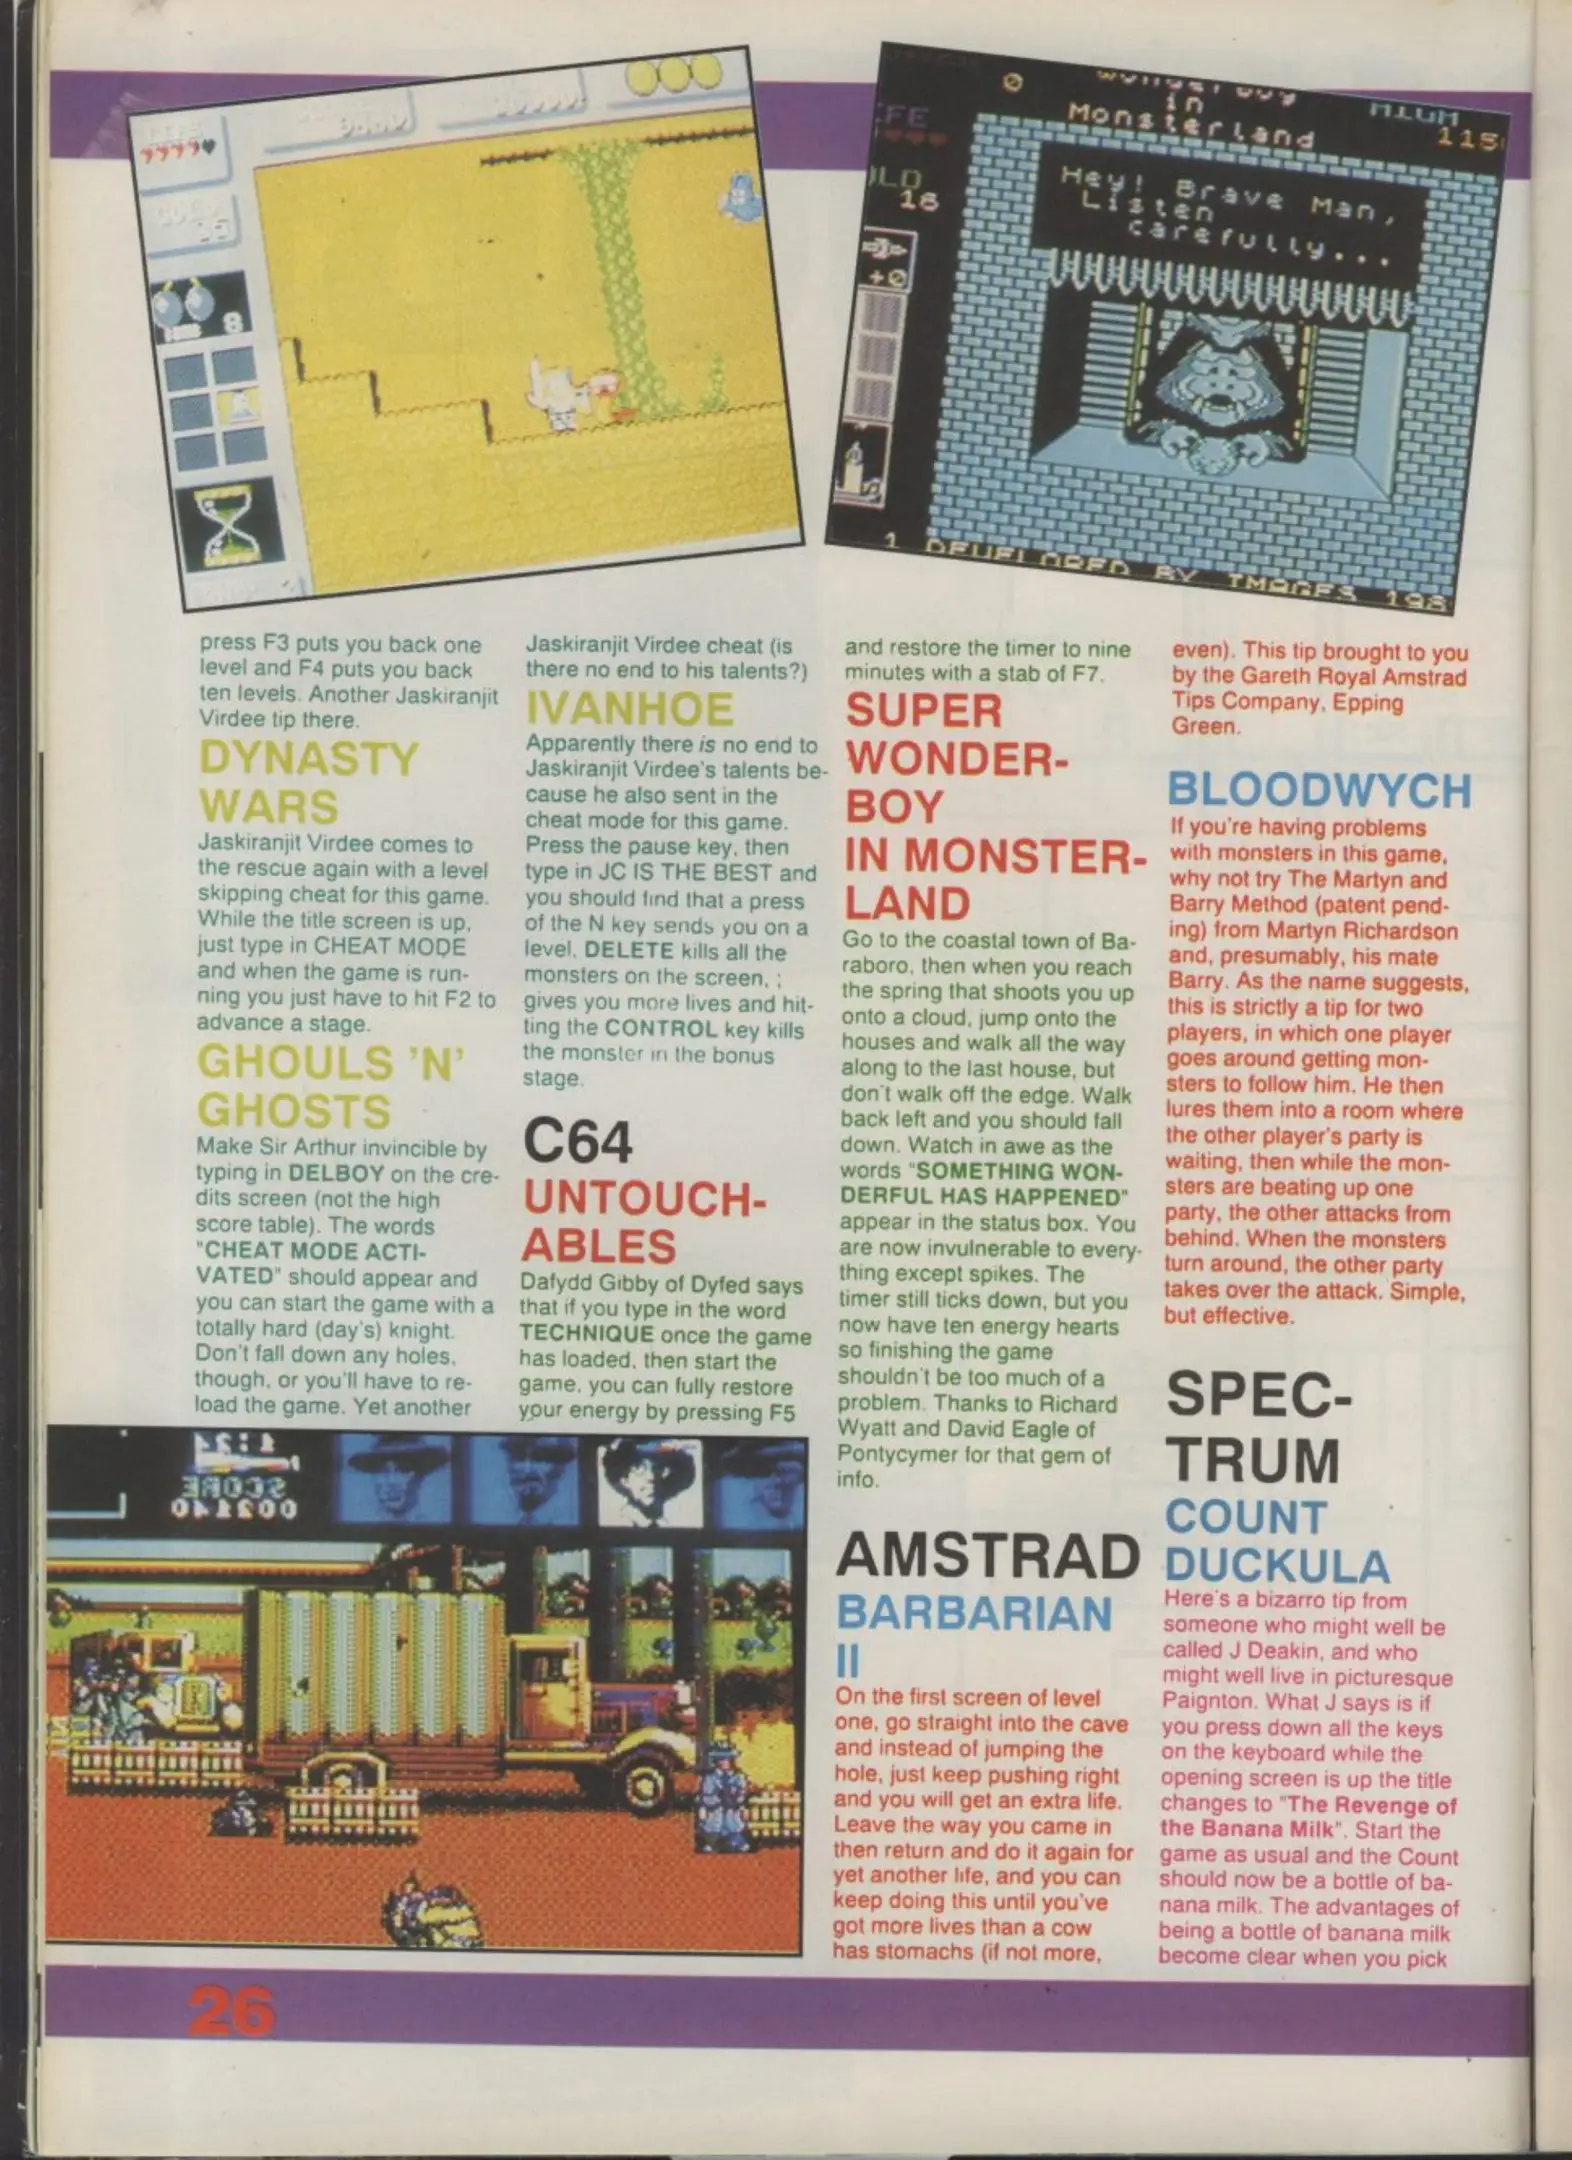 GOLD
8
0
in
Monsterland
115
FE
OLD
16
+0
Hey! Brave Man,
Listen
carefully...
1 DEVELOPED BY IMAGES 198
press F3 puts you back one
level and F4 puts you back
ten levels. Another Jaskiranjit
Virdee tip there.
DYNASTY
WARS
Jaskiranjit Virdee comes to
the rescue again with a level
skipping cheat for this game.
While the title screen is up,
just type in CHEAT MODE
and when the game is run-
ning you just have to hit F2 to
advance a stage.
GHOULS 'N'
GHOSTS
Make Sir Arthur invincible by
typing in DELBOY on the cre-
dits screen (not the high
score table). The words
"CHEAT MODE ACTI-
VATED" should appear and
you can start the game with a
totally hard (day's) knight.
Don't fall down any holes,
though, or you'll have to re-
load the game. Yet another
Jaskiranjit Virdee cheat (is
there no end to his talents?)
IVANHOE
Apparently there is no end to
Jaskiranjit Virdee's talents be-
cause he also sent in the
cheat mode for this game.
Press the pause key, then
type in JC IS THE BEST and
you should find that a press
of the N key sends you on a
level, DELETE kills all the
monsters on the screen, ;
gives you more lives and hit-
ting the CONTROL key kills
the monster in the bonus
stage.
C64
UNTOUCH-
ABLES
Dafydd Gibby of Dyfed says
that if you type in the word
TECHNIQUE once the game
has loaded, then start the
game, you can fully restore
your energy by pressing F5
and restore the timer to nine
minutes with a stab of F7.
SUPER
WONDER-
BOY
IN MONSTER-
LAND
Go to the coastal town of Ba-
raboro, then when you reach
the spring that shoots you up
onto a cloud, jump onto the
houses and walk all the way
along to the last house, but
don't walk off the edge. Walk
back left and you should fall
down. Watch in awe as the
words "SOMETHING WON-
DERFUL HAS HAPPENED"
appear in the status box. You
are now invulnerable to every-
thing except spikes. The
timer still ticks down, but you
now have ten energy hearts
so finishing the game
shouldn't be too much of a
problem. Thanks to Richard
Wyatt and David Eagle of
Pontycymer for that gem of
info.
AMSTRAD
BARBARIAN
II
On the first screen of level
one, go straight into the cave
and instead of jumping the
hole, just keep pushing right
and you will get an extra life.
Leave the way you came in
then return and do it again for
yet another life, and you can
keep doing this until you've
got more lives than a cow
has stomachs (if not more,
even). This tip brought to you
by the Gareth Royal Amstrad
Tips Company, Epping
Green.
BLOODWYCH
If you're having problems
with monsters in this game,
why not try The Martyn and
Barry Method (patent pend-
ing) from Martyn Richardson
and, presumably, his mate
Barry. As the name suggests,
this is strictly a tip for two
players, in which one player
goes around getting mon-
sters to follow him. He then
lures them into a room where
the other player's party is
waiting, then while the mon-
sters are beating up one
party, the other attacks from
behind. When the monsters
turn around, the other party
takes over the attack. Simple,
but effective.
SPEC-
TRUM
COUNT
DUCKULA
Here's a bizarro tip from
someone who might well be
called J Deakin, and who
might well live in picturesque
Paignton. What J says is if
you press down all the keys
on the keyboard while the
opening screen is up the title
changes to "The Revenge of
the Banana Milk". Start the
game as usual and the Count
should now be a bottle of ba-
nana milk. The advantages of
being a bottle of banana milk
become clear when you pick
SCORE
002140
26